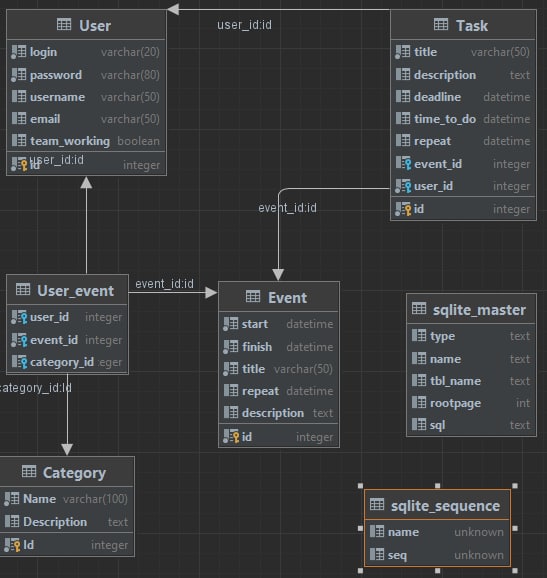 User
login varchar(20)
password varchar(80)
username varchar(50)
email varchar(50)
team_working boolean
id integer
user_id:id
user_id:id
Task
title varchar(50)
description text
deadline datetime
time_to_do datetime
repeat datetime
event_id integer
user_id integer
id integer
event_id:id
User_event
user_id integer
event_id integer
category_id eger
event_id:id
category_id:Id
Event
start datetime
finish datetime
title varchar(50)
repeat datetime
description text
id integer
sqlite_master
type text
name text
tbl_name text
rootpage int
sql text
Category
Name varchar(100)
Description text
Id integer
sqlite_sequence
name unknown
seq unknown